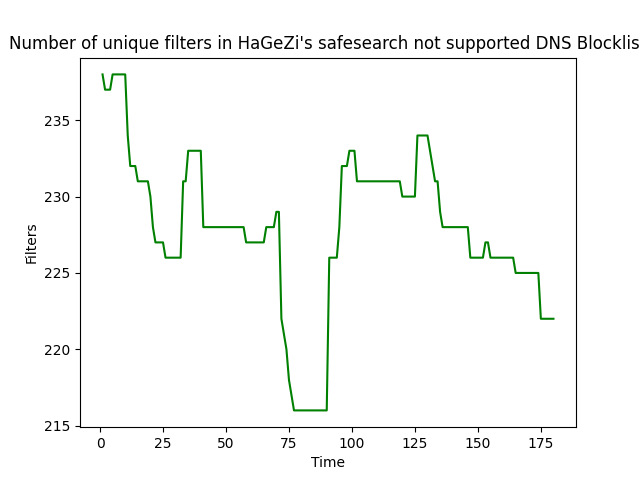 Number of unique filters in HaGeZi's safesearch not supported DNS Blocklis
235
230
225
220
215
Filters
0 25 50 75 100 125 150 175
Time